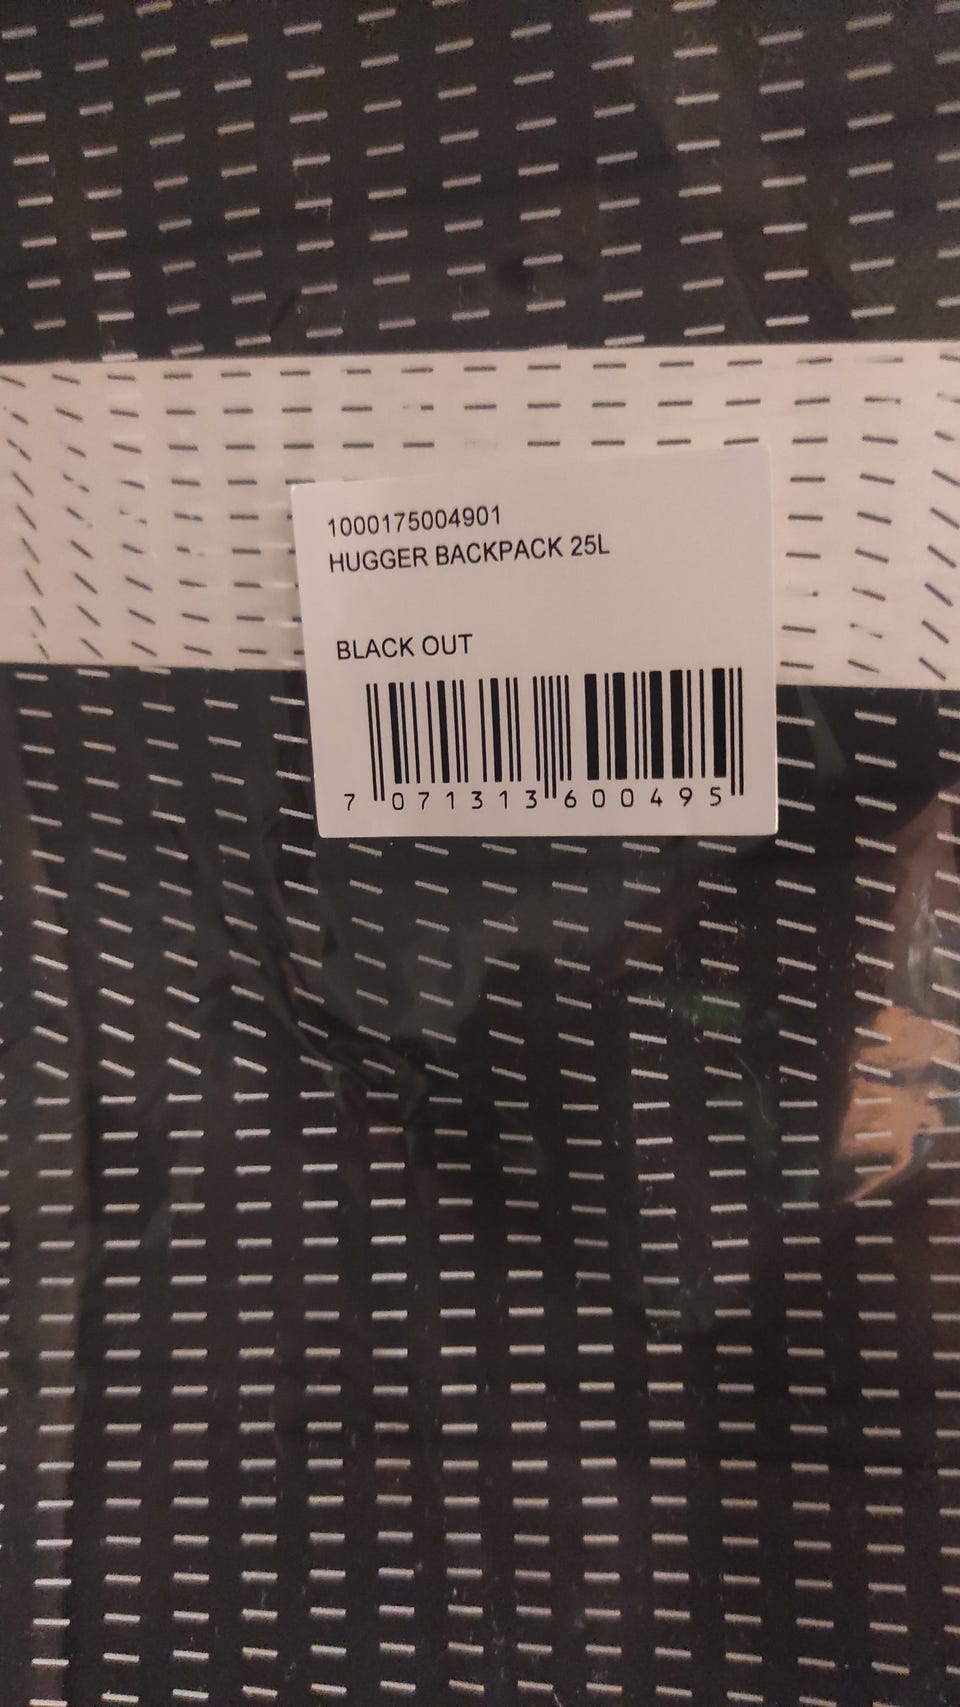 1000175004901
HUGGER BACKPACK 25L
BLACK OUT
7 071313 600495